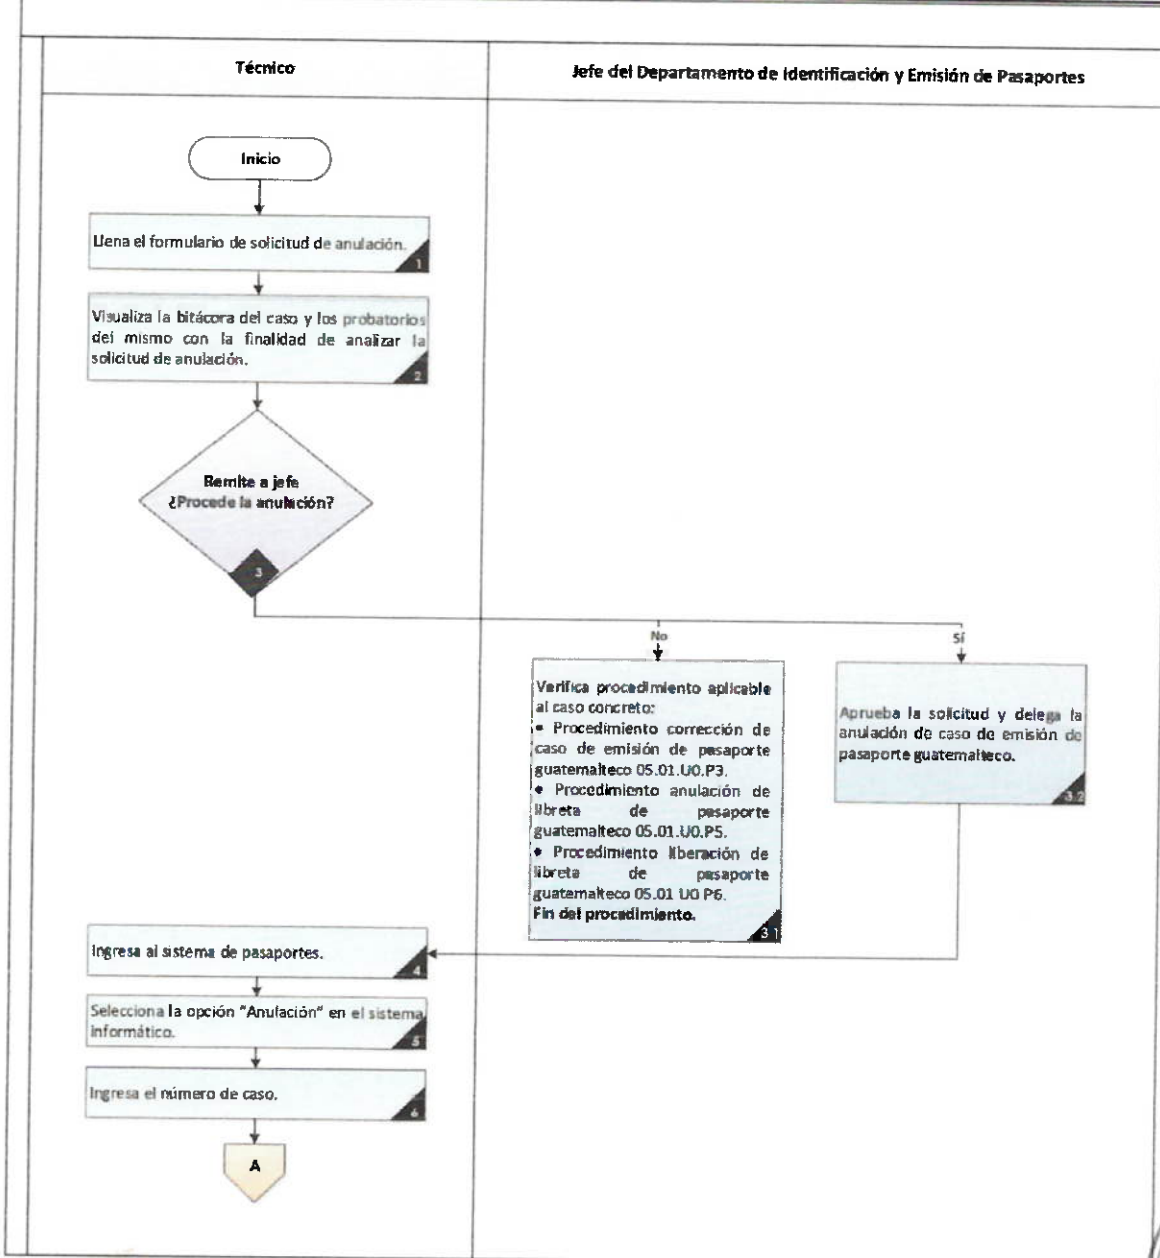 Técnico
Jefe del Departamento de Identificación y Emisión de Pasaportes
Inicio
Llena el formulario de solicitud de anulación.
1
Visualiza la bitácora del caso y los probatorios
del mismo con la finalidad de analizar la
solicitud de anulación.
2
Remite a jefe
¿Procede la anulación?
3
No
Sí
Verifica procedimiento aplicable
al caso concreto:
• Procedimiento corrección de
caso de emisión de pasaporte
guatemalteco 05.01.U0.P3.
• Procedimiento anulación de
libreta de pasaporte
guatemalteco 05.01.U0.P5.
• Procedimiento liberación de
libreta de pasaporte
guatemalteco 05.01 U0 P6.
Fin del procedimiento.
3.1
Aprueba la solicitud y delega la
anulación de caso de emisión de
pasaporte guatemalteco.
3.2
Ingresa al sistema de pasaportes.
4
Selecciona la opción "Anulación" en el sistema
informático.
5
Ingresa el número de caso.
6
A